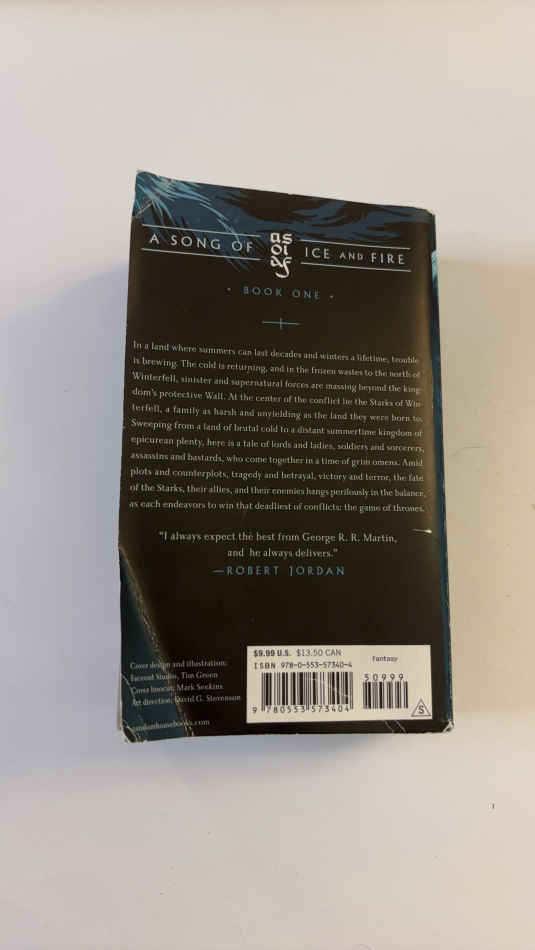 A SONG OF asoi&f ICE AND FIRE
• BOOK ONE •
In a land where summers can last decades and winters a lifetime, trouble
is brewing. The cold is returning, and in the frozen wastes to the north of
Winterfell, sinister and supernatural forces are massing beyond the king-
dom's protective Wall. At the center of the conflict lie the Starks of Win-
terfell, a family as harsh and unyielding as the land they were born to.
Sweeping from a land of brutal cold to a distant summertime kingdom of
epicurean plenty, here is a tale of lords and ladies, soldiers and sorcerers,
assassins and bastards, who come together in a time of grim omens. Amid
plots and counterplots, tragedy and betrayal, victory and terror, the fate
of the Starks, their allies, and their enemies hangs perilously in the balance,
as each endeavors to win that deadliest of conflicts: the game of thrones.
"I always expect the best from George R. R. Martin,
and he always delivers."
—ROBERT JORDAN
Cover design and illustration:
Faceout Studio, Tim Green
Cover linocut: Mark Seekins
Art direction: David G. Stevenson
randomhousebooks.com
$9.99 U.S. $13.50 CAN
ISBN 978-0-553-57340-4
Fantasy
50999
9 780553 573404
S